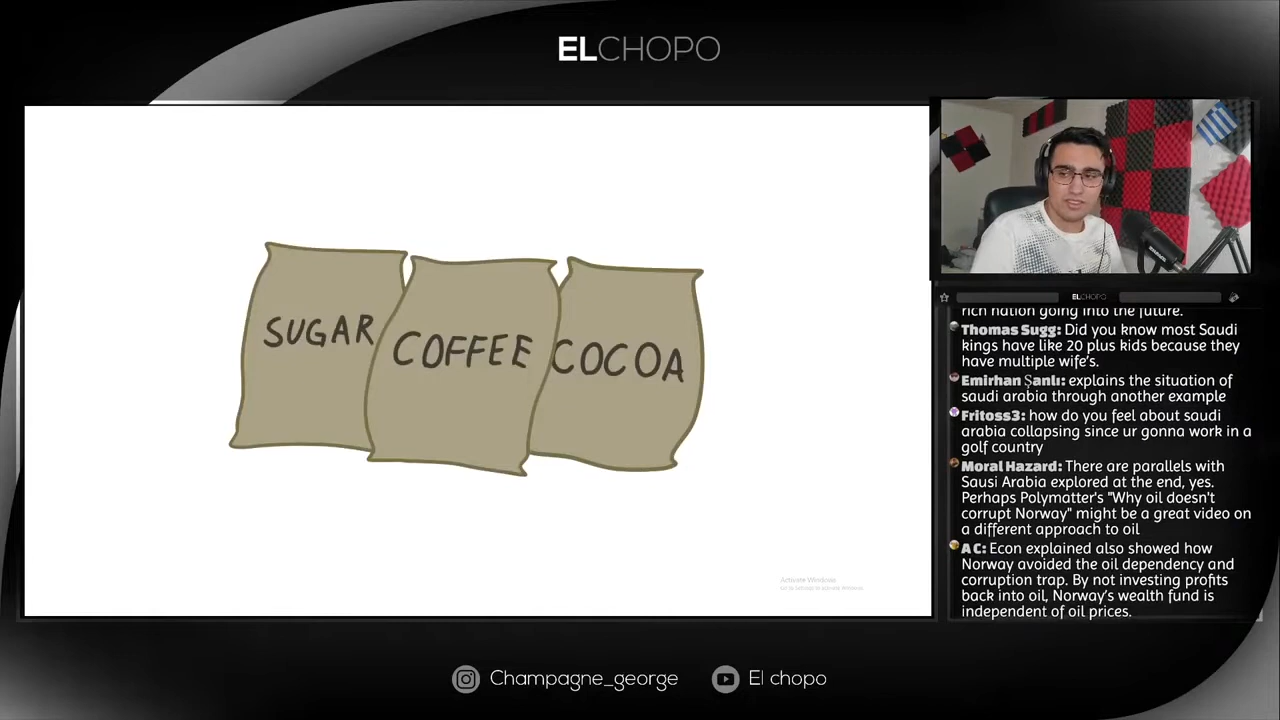 ELCHOPO
SUGAR
COFFEE
COCOA
Activate Windows
ELCHOPO
rich nation going into the future.
Thomas Sugg: Did you know most Saudi
kings have like 20 plus kids because they
have multiple wife's.
Emirhan Şanlı: explains the situation of
saudi arabia through another example
Fritoss3: how do you feel about saudi
arabia collapsing since ur gonna work in a
golf country
Moral Hazard: There are parallels with
Sausi Arabia explored at the end, yes.
Perhaps Polymatter's "Why oil doesn't
corrupt Norway" might be a great video on
a different approach to oil
A C: Econ explained also showed how
Norway avoided the oil dependency and
corruption trap. By not investing profits
back into oil, Norway's wealth fund is
independent of oil prices.
Champagne_george
El chopo